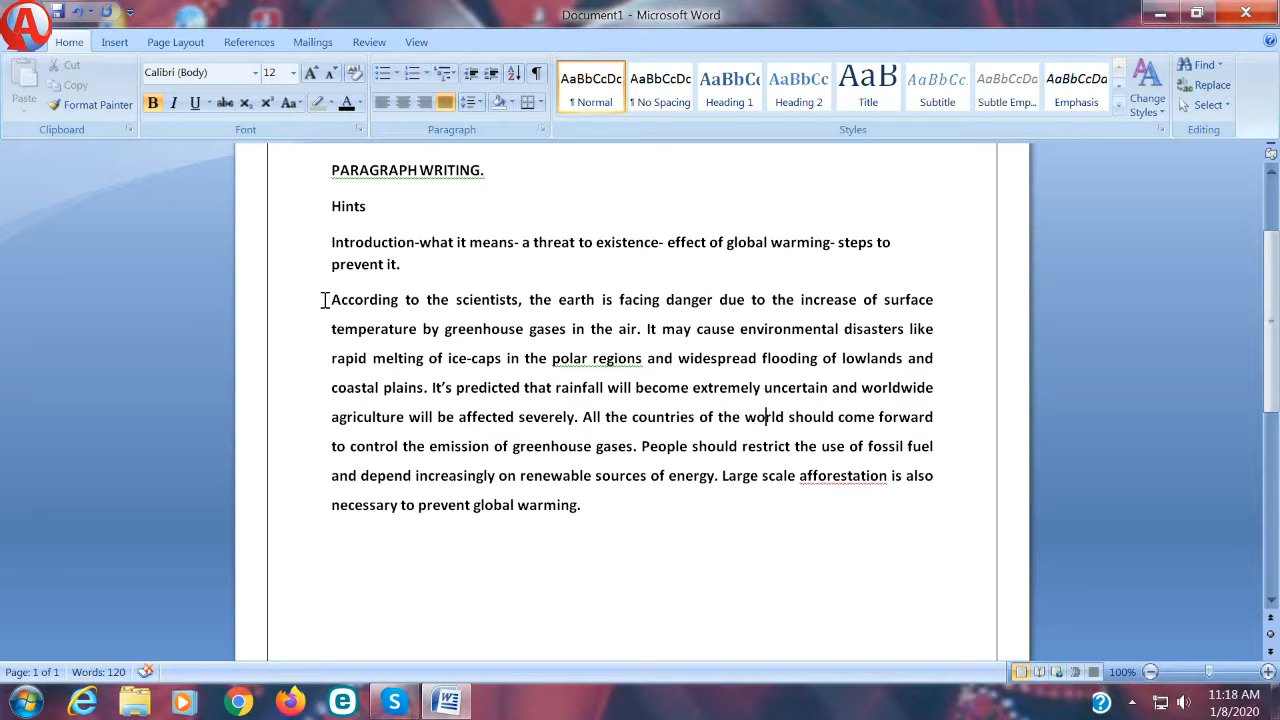 Document1 - Microsoft Word
Home Insert Page Layout References Mailings Review View
Paste
Cut
Copy
Format Painter
Clipboard
Calibri (Body) 12
Font
Paragraph
AaBbCcDc AaBbCcDc AaBbCc AaBbCc AaB AaBbCc. AaBbCcDc AaBbCcDc
¶ Normal ¶ No Spacing Heading 1 Heading 2 Title Subtitle Subtle Emp... Emphasis
Change Styles
Styles
Find
Replace
Select
Editing
PARAGRAPH WRITING.
Hints
Introduction-what it means- a threat to existence- effect of global warming- steps to
prevent it.
According to the scientists, the earth is facing danger due to the increase of surface
temperature by greenhouse gases in the air. It may cause environmental disasters like
rapid melting of ice-caps in the polar regions and widespread flooding of lowlands and
coastal plains. It’s predicted that rainfall will become extremely uncertain and worldwide
agriculture will be affected severely. All the countries of the world should come forward
to control the emission of greenhouse gases. People should restrict the use of fossil fuel
and depend increasingly on renewable sources of energy. Large scale afforestation is also
necessary to prevent global warming.
Page: 1 of 1 Words: 120 100%
11:18 AM
1/8/2020